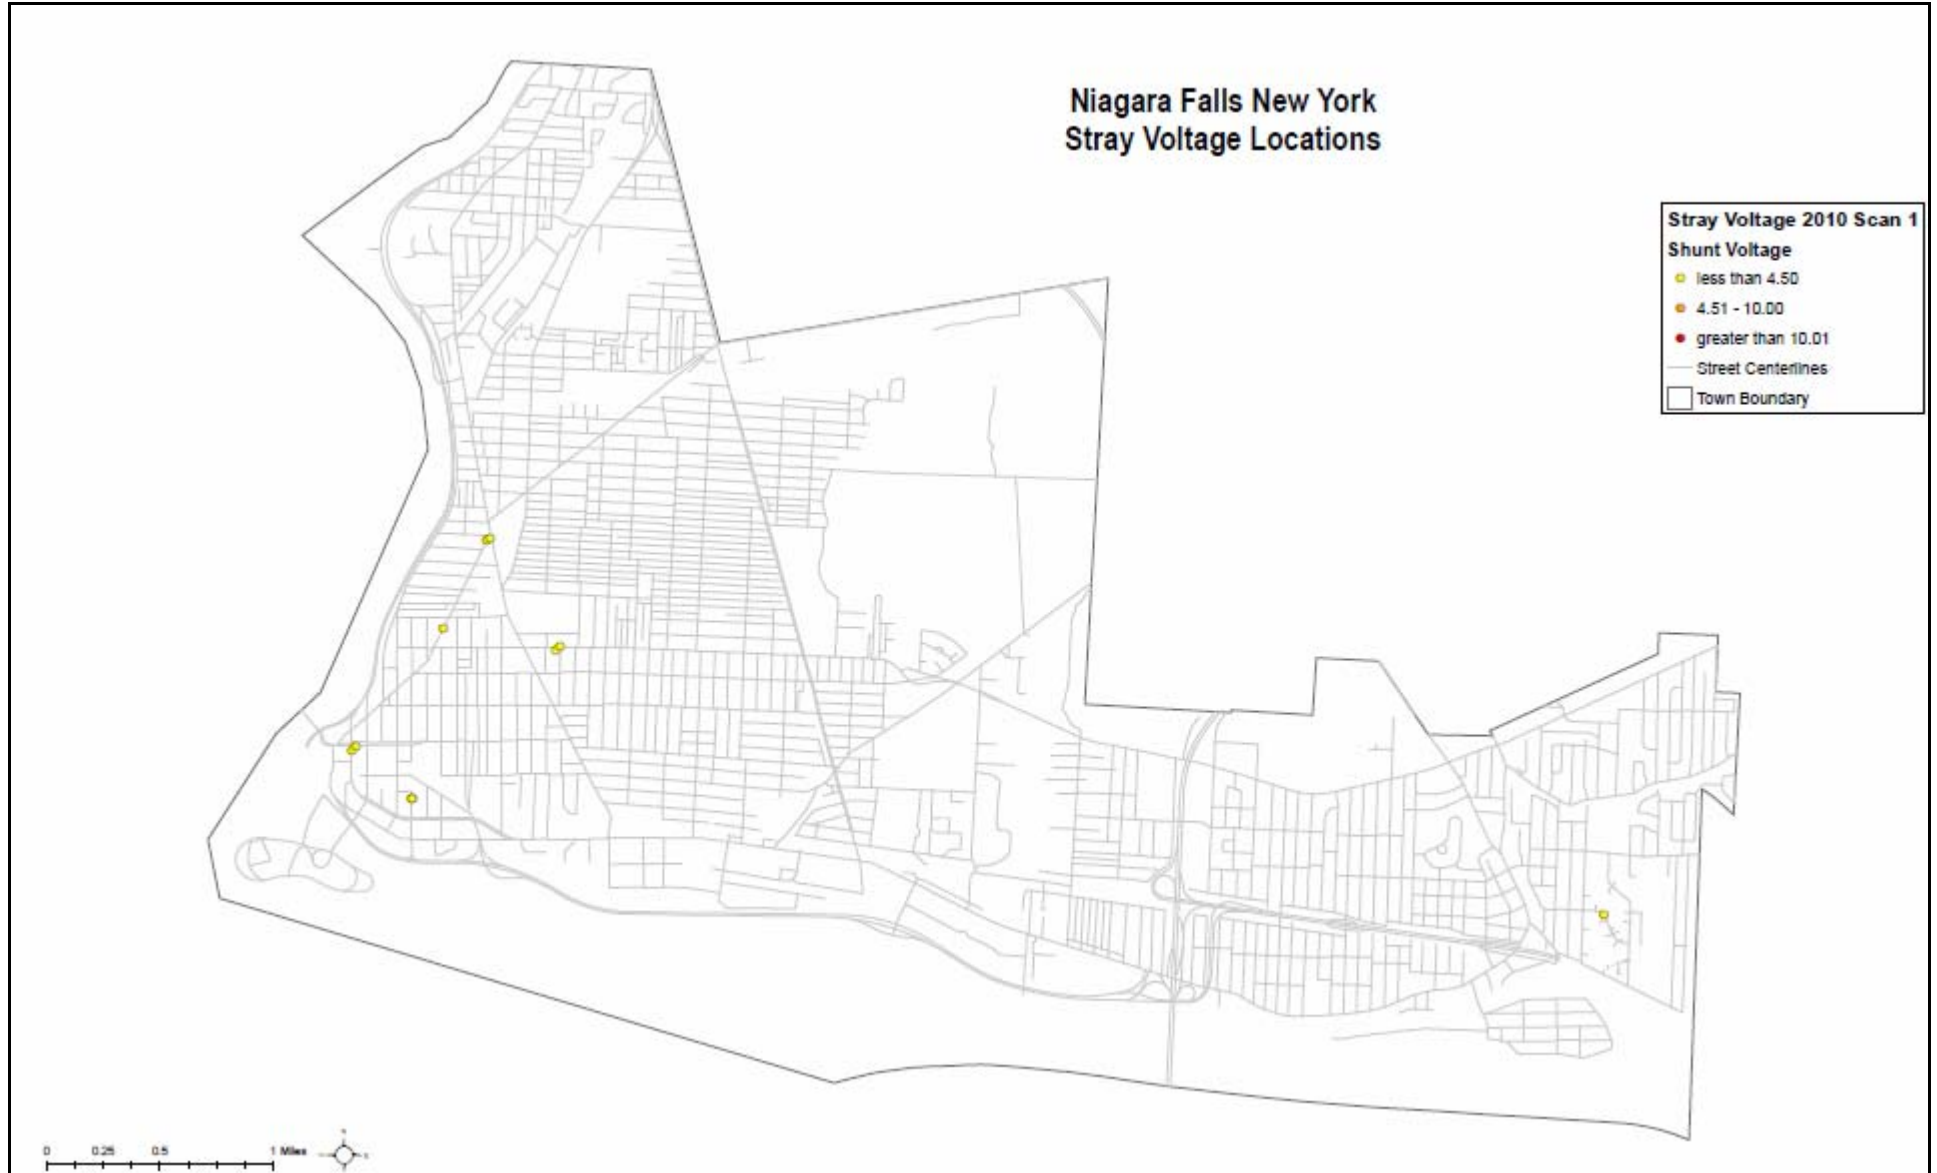 Niagara Falls New York
Stray Voltage Locations
Stray Voltage 2010 Scan 1
Shunt Voltage
less than 4.50
4.51 - 10.00
greater than 10.01
Street Centerlines
Town Boundary
0 0.25 0.5 1 Miles